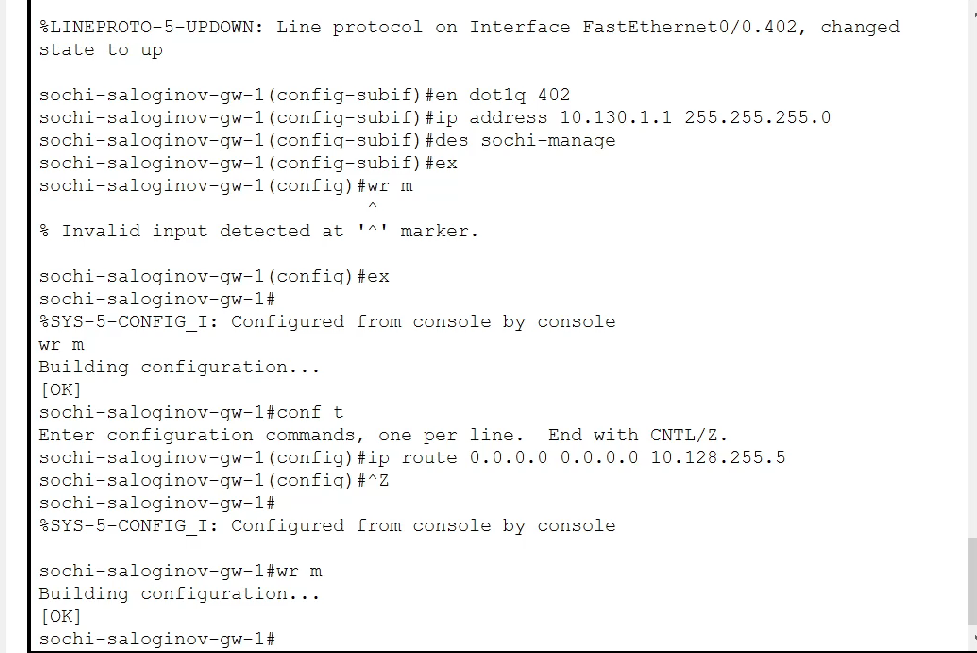 %LINEPROTO-5-UPDOWN: Line protocol on Interface FastEthernet0/0.402, changed
state to up
sochi-saloginov-gw-1(config-subif)#en dot1q 402
sochi-saloginov-gw-1(config-subif)#ip address 10.130.1.1 255.255.255.0
sochi-saloginov-gw-1(config-subif)#des sochi-manage
sochi-saloginov-gw-1(config-subif)#ex
sochi-saloginov-gw-1(config)#wr m
^
% Invalid input detected at '^' marker.
sochi-saloginov-gw-1(config)#ex
sochi-saloginov-gw-1#
%SYS-5-CONFIG_I: Configured from console by console
wr m
Building configuration...
[OK]
sochi-saloginov-gw-1#conf t
Enter configuration commands, one per line.  End with CNTL/Z.
sochi-saloginov-gw-1(config)#ip route 0.0.0.0 0.0.0.0 10.128.255.5
sochi-saloginov-gw-1(config)#^Z
sochi-saloginov-gw-1#
%SYS-5-CONFIG_I: Configured from console by console
sochi-saloginov-gw-1#wr m
Building configuration...
[OK]
sochi-saloginov-gw-1#